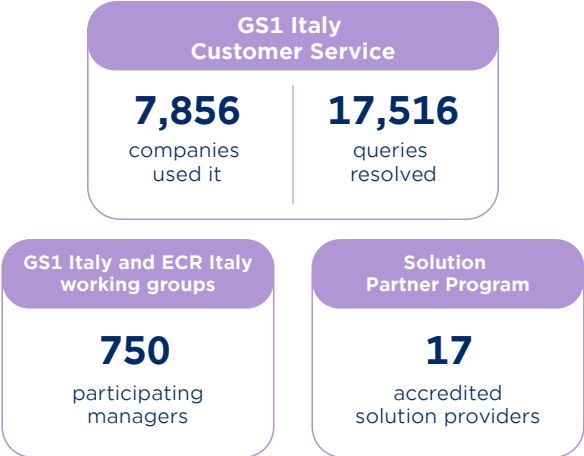 GS1 Italy
Customer Service
7,856
companies
used it
17,516
queries
resolved
GS1 Italy and ECR Italy
working groups
750
participating
managers
Solution
Partner Program
17
accredited
solution providers